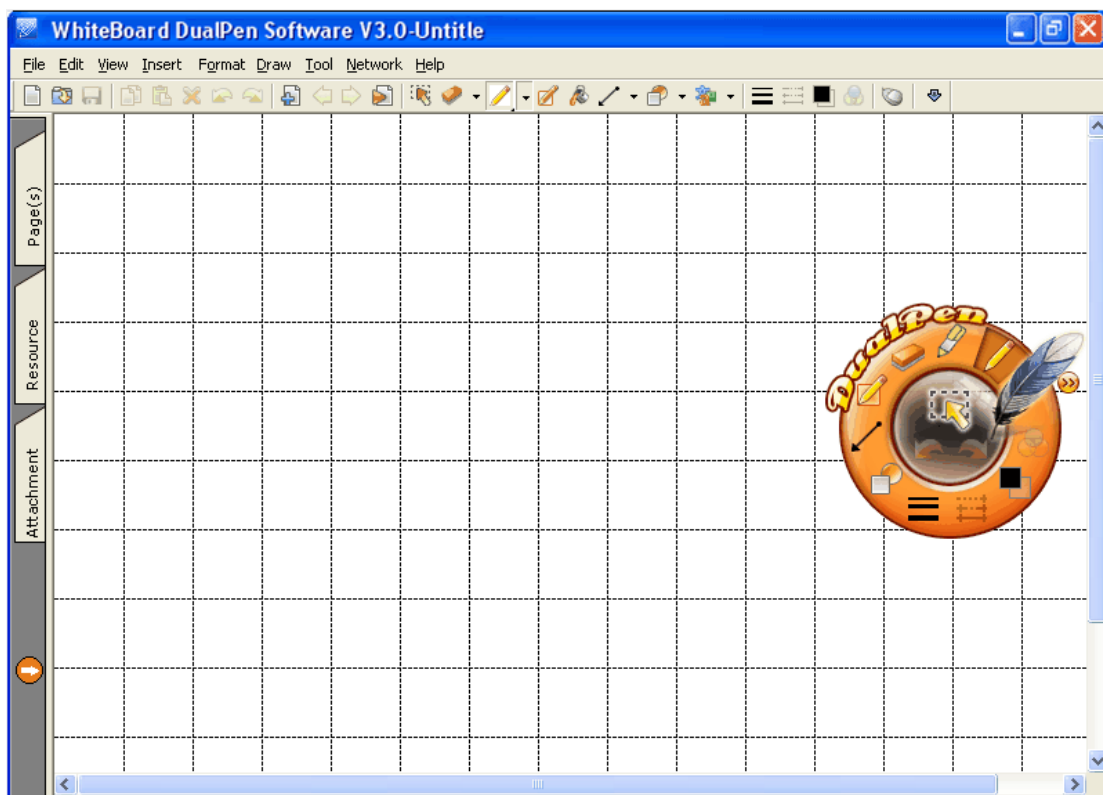 WhiteBoard DualPen Software V3.0-Untitle
File Edit View Insert Format Draw Tool Network Help
Page(s)
Resource
Attachment
DualPen